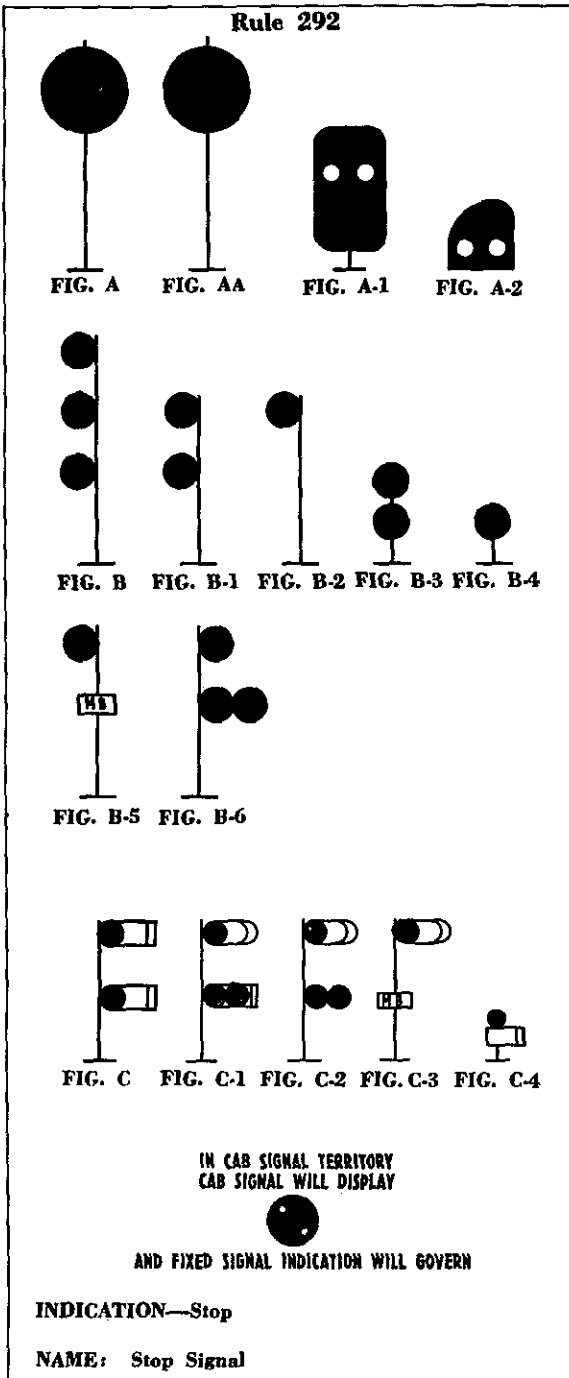 Rule 292
FIG. A FIG. AA FIG. A-1 FIG. A-2
FIG. B FIG. B-1 FIG. B-2 FIG. B-3 FIG. B-4
HB
FIG. B-5 FIG. B-6
HB
FIG. C FIG. C-1 FIG. C-2 FIG. C-3 FIG. C-4
IN CAB SIGNAL TERRITORY
CAB SIGNAL WILL DISPLAY
AND FIXED SIGNAL INDICATION WILL GOVERN
INDICATION—Stop
NAME: Stop Signal